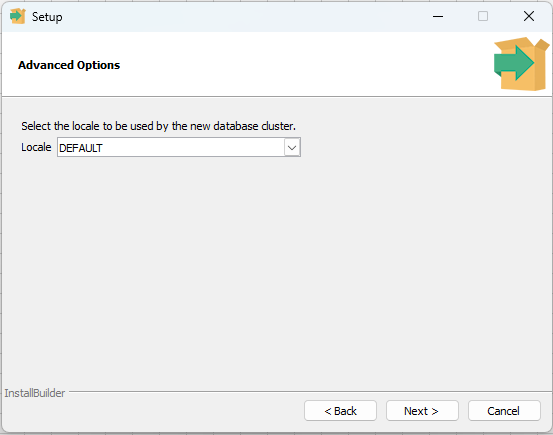 Setup
Advanced Options
Select the locale to be used by the new database cluster.
Locale DEFAULT
InstallBuilder
< Back Next > Cancel